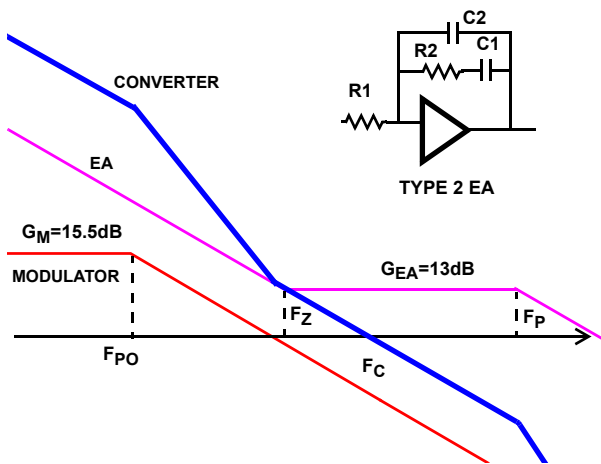 C2
C1
R2
R1
CONVERTER
EA
TYPE 2 EA
GM=15.5dB
GEA=13dB
MODULATOR
FZ
FP
FPO
FC